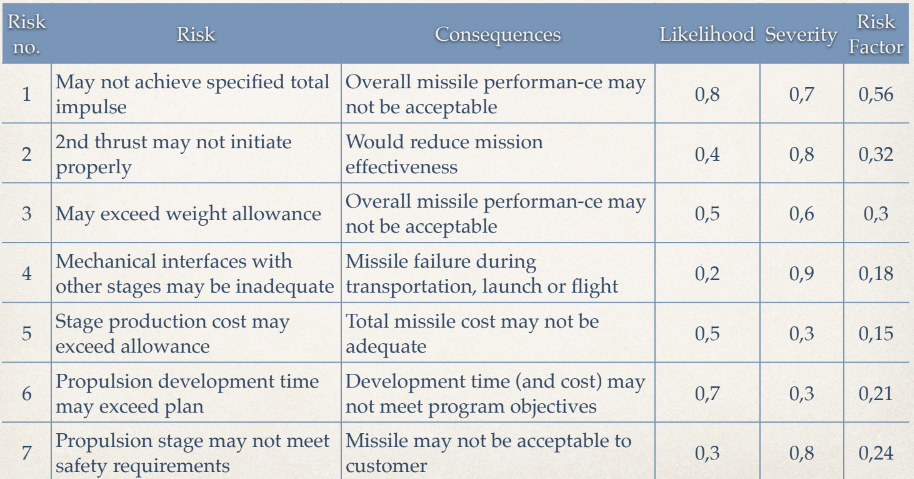 Risk no. Risk Consequences Likelihood Severity Risk Factor
1 May not achieve specified total Overall missile performan-ce may 0,8 0,7 0,56
impulse not be acceptable
2 2nd thrust may not initiate Would reduce mission 0,4 0,8 0,32
properly effectiveness
3 May exceed weight allowance Overall missile performan-ce may 0,5 0,6 0,3
not be acceptable
4 Mechanical interfaces with Missile failure during 0,2 0,9 0,18
other stages may be inadequate transportation, launch or flight
5 Stage production cost may Total missile cost may not be 0,5 0,3 0,15
exceed allowance adequate
6 Propulsion development time Development time (and cost) may 0,7 0,3 0,21
may exceed plan not meet program objectives
7 Propulsion stage may not meet Missile may not be acceptable to 0,3 0,8 0,24
safety requirements customer